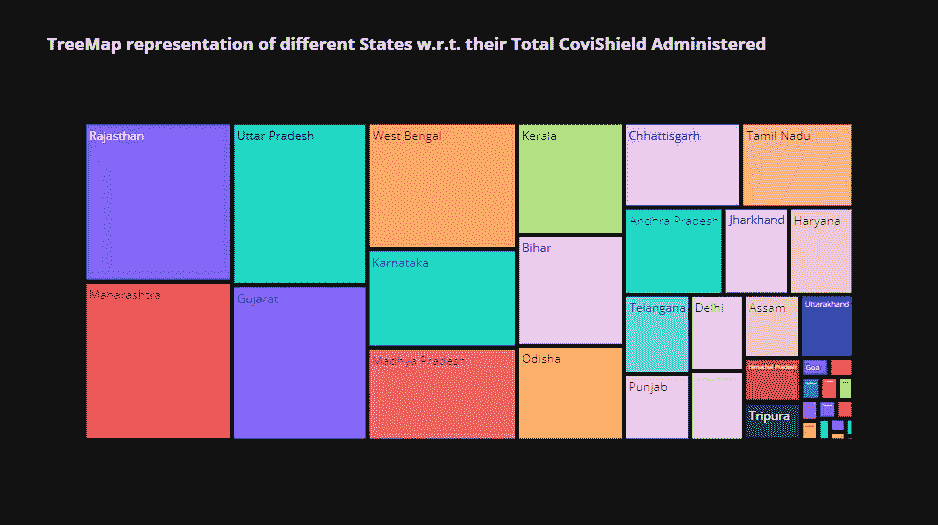 TreeMap representation of different States w.r.t. their Total CoviShield Administered
Rajasthan
Uttar Pradesh
West Bengal
Kerala
Chhattisgarh
Tamil Nadu
Andhra Pradesh
Jharkhand
Haryana
Bihar
Karnataka
Maharashtra
Gujarat
Telangana
Delhi
Assam
Uttarakhand
Madhya Pradesh
Odisha
Himachal Pradesh
Goa
Punjab
Tripura